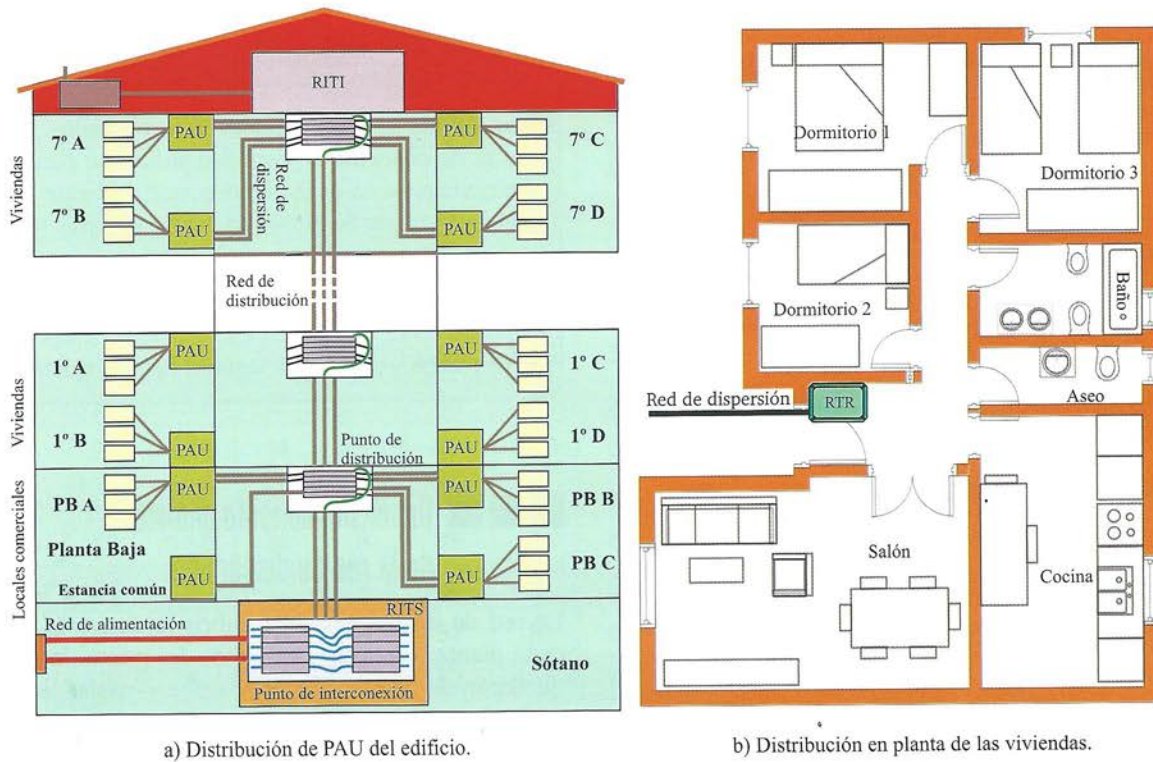 RITI
7º A
PAU
PAU
7º C
Viviendas
Red de
dispersión
7º B
PAU
PAU
7º D
Red de
distribución
1º A
PAU
PAU
1º C
Viviendas
1º B
PAU
Punto de
distribución
PAU
1º D
PB A
PAU
PAU
PB B
Locales comerciales
Planta Baja
Estancia común
PAU
PAU
PB C
RITS
Red de alimentación
Sótano
Punto de interconexión
a) Distribución de PAU del edificio.
Dormitorio 1
Dormitorio 3
Dormitorio 2
Baño
Red de dispersión
RTR
Aseo
Salón
Cocina
b) Distribución en planta de las viviendas.